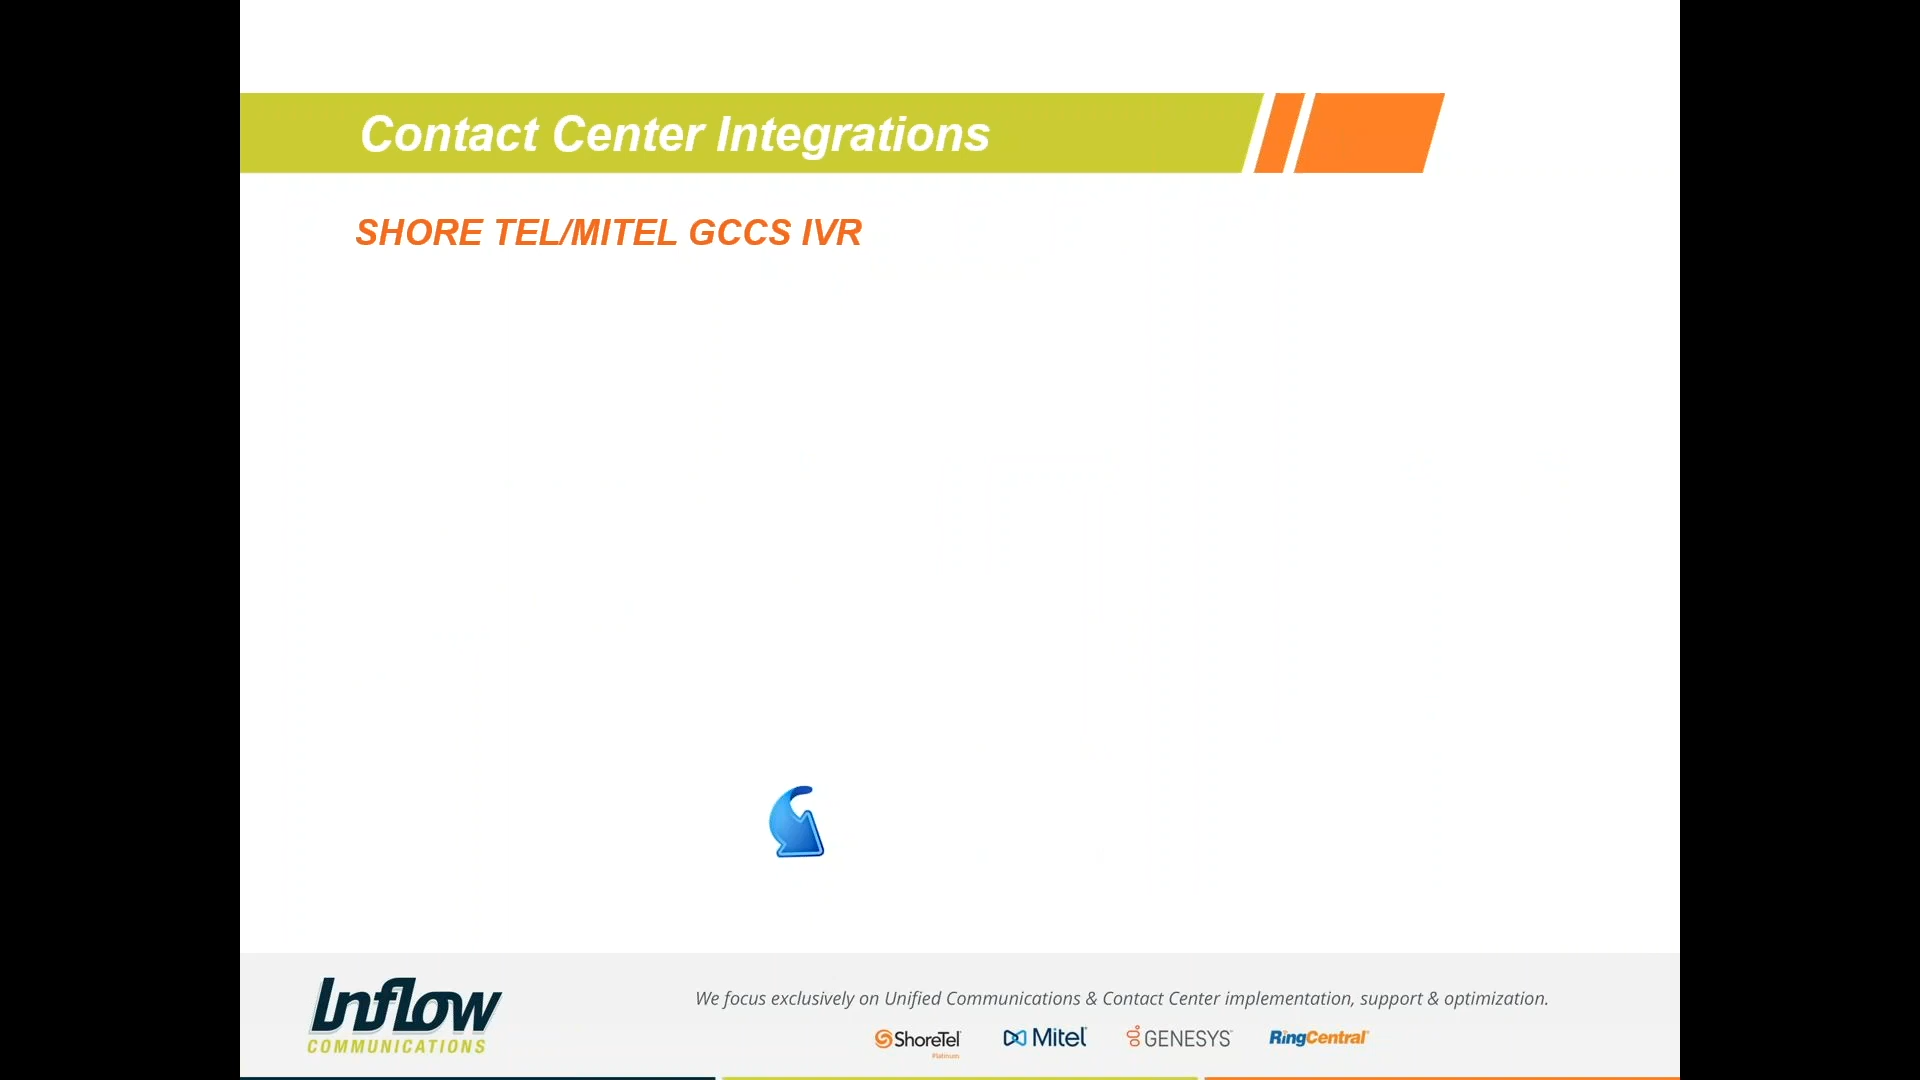 Contact Center Integrations
SHORE TEL/MITEL GCCS IVR
We focus exclusively on Unified Communications & Contact Center implementation, support & optimization.
Inflow
COMMUNICATIONS
ShoreTel
Platinum
Mitel
GENESYS
RingCentral